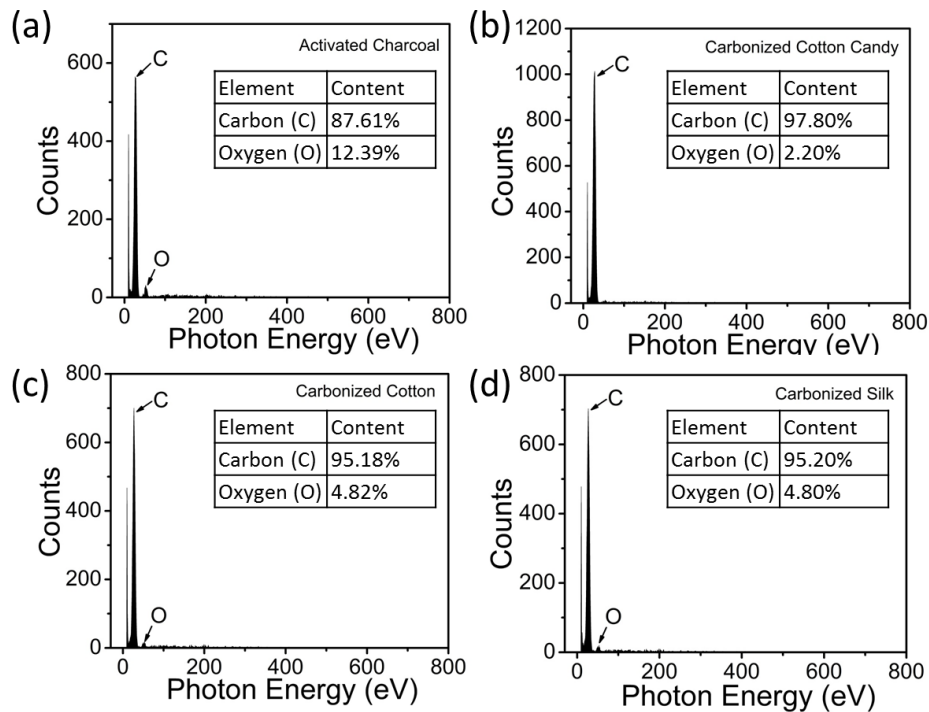 (a)
Activated Charcoal
C
O
Element Content
Carbon (C) 87.61%
Oxygen (O) 12.39%
600
400
200
0
Counts
0 200 400 600 800
Photon Energy (eV)
(b)
Carbonized Cotton Candy
C
Element Content
Carbon (C) 97.80%
Oxygen (O) 2.20%
1200
1000
800
600
400
200
0
Counts
0 200 400 600 800
Photon Energy (eV)
(c)
Carbonized Cotton
C
O
Element Content
Carbon (C) 95.18%
Oxygen (O) 4.82%
800
600
400
200
0
Counts
0 200 400 600 800
Photon Energy (eV)
(d)
Carbonized Silk
C
O
Element Content
Carbon (C) 95.20%
Oxygen (O) 4.80%
800
600
400
200
0
Counts
0 200 400 600 800
Photon Energy (eV)